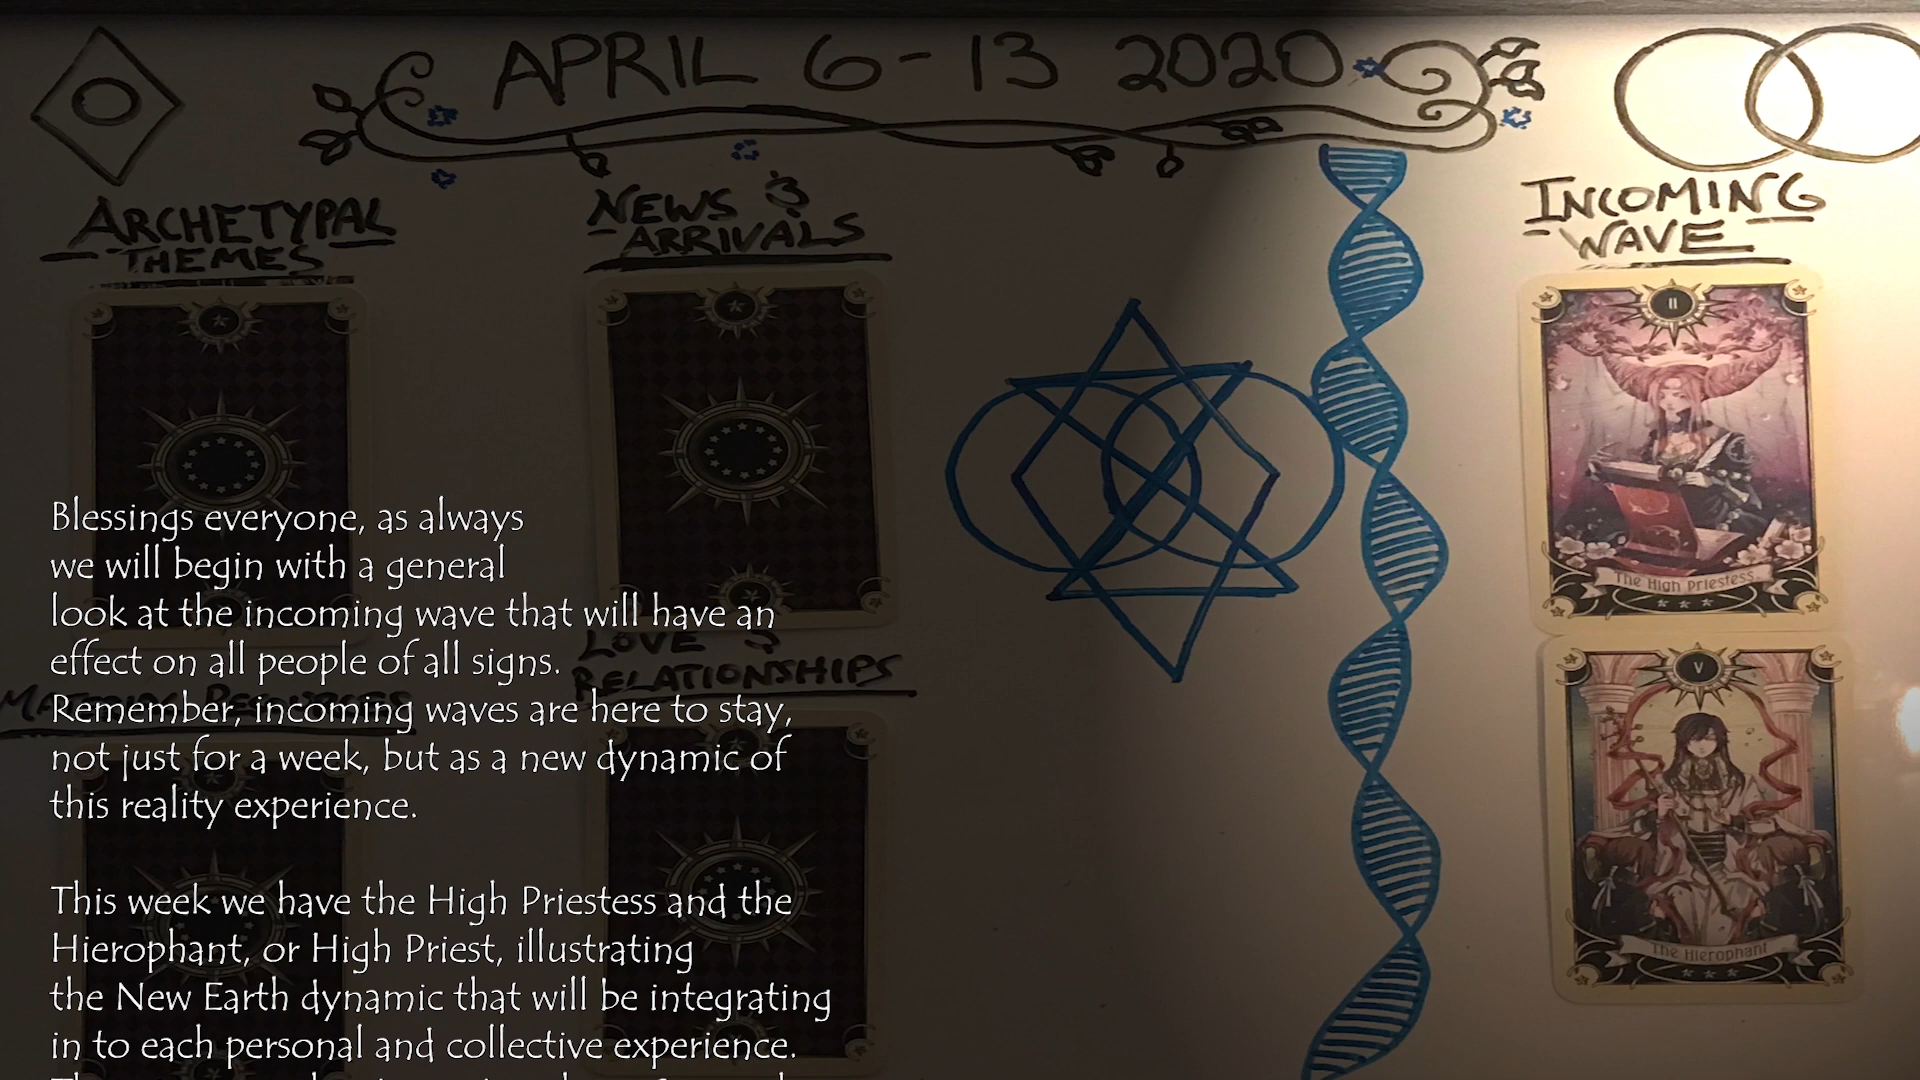 APRIL 6-13 2020
ARCHETYPAL
THEMES
NEWS &
ARRIVALS
INCOMING
WAVE
II
The High Priestess
V
The Hierophant
LOVE &
RELATIONSHIPS
MATERIAL RESOURCES
Blessings everyone, as always
we will begin with a general
look at the incoming wave that will have an
effect on all people of all signs.
Remember, incoming waves are here to stay,
not just for a week, but as a new dynamic of
this reality experience.
This week we have the High Priestess and the
Hierophant, or High Priest, illustrating
the New Earth dynamic that will be integrating
in to each personal and collective experience.